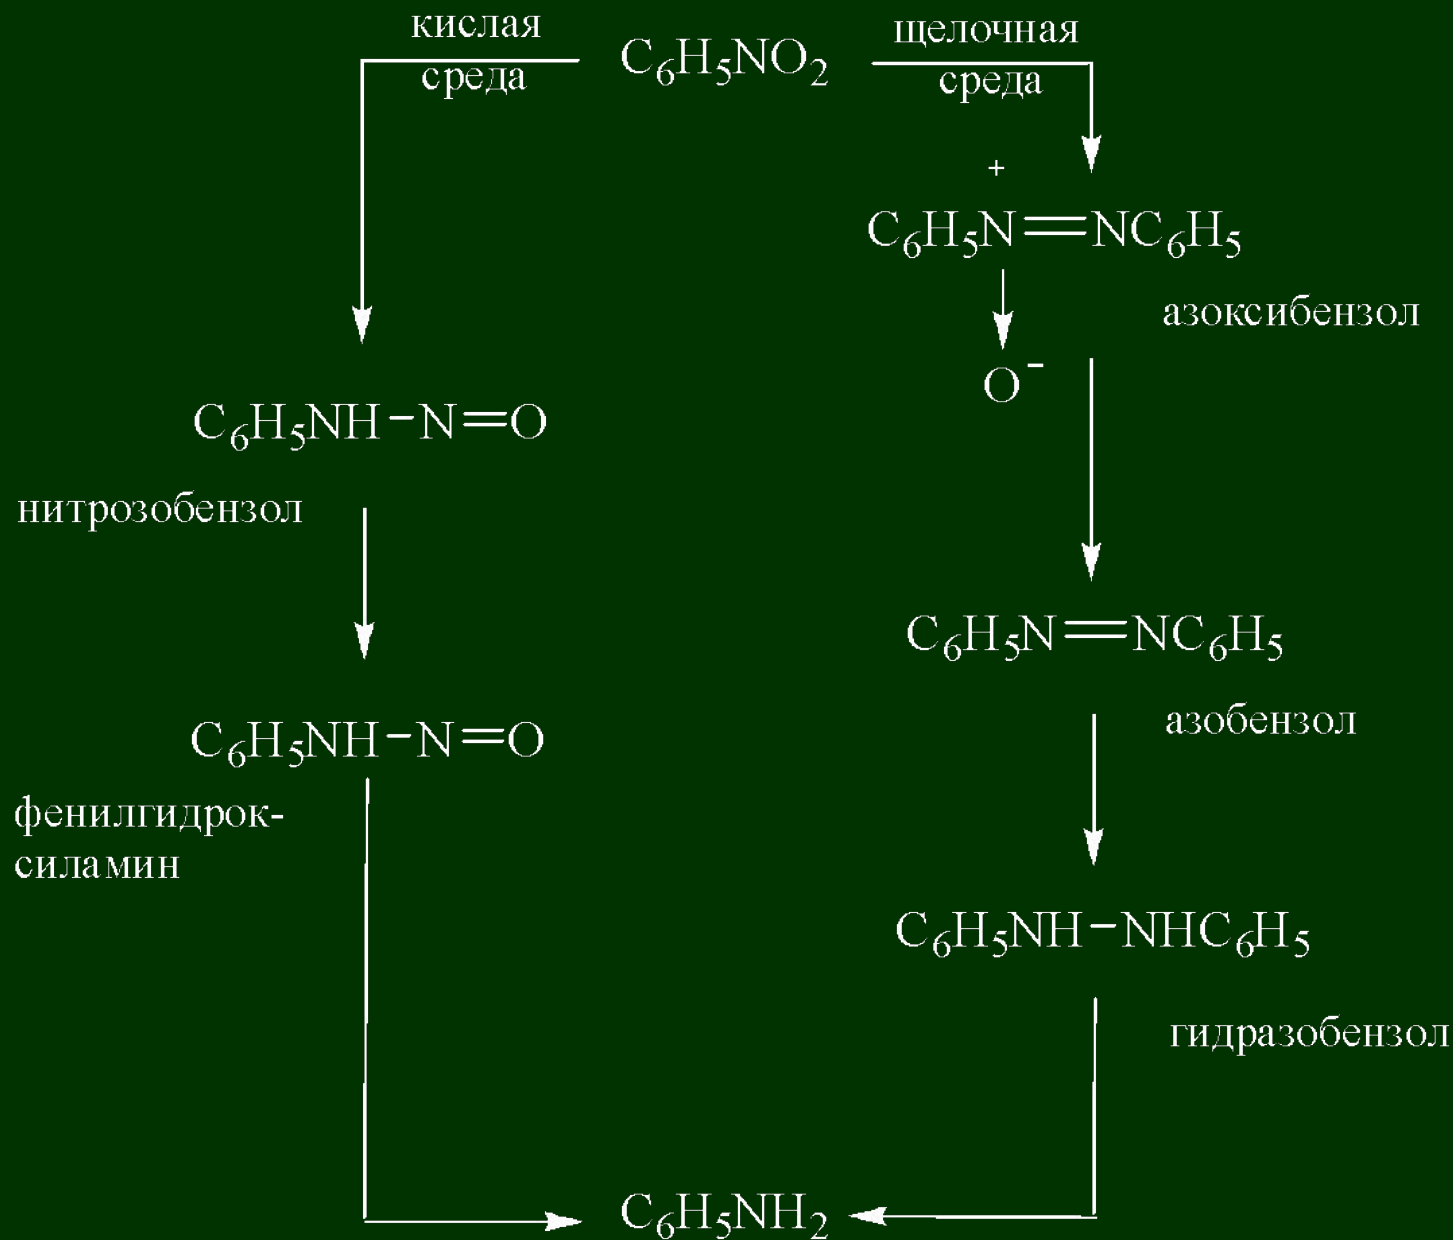 кислая
среда
C₆H₅NO₂
щелочная
среда
+
C₆H₅N=NC₆H₅
азоксибензол
O⁻
C₆H₅NH–N=O
нитрозобензол
C₆H₅N=NC₆H₅
азобензол
C₆H₅NH–N=O
фенилгидрок-
силамин
C₆H₅NH–NHC₆H₅
гидразобензол
C₆H₅NH₂